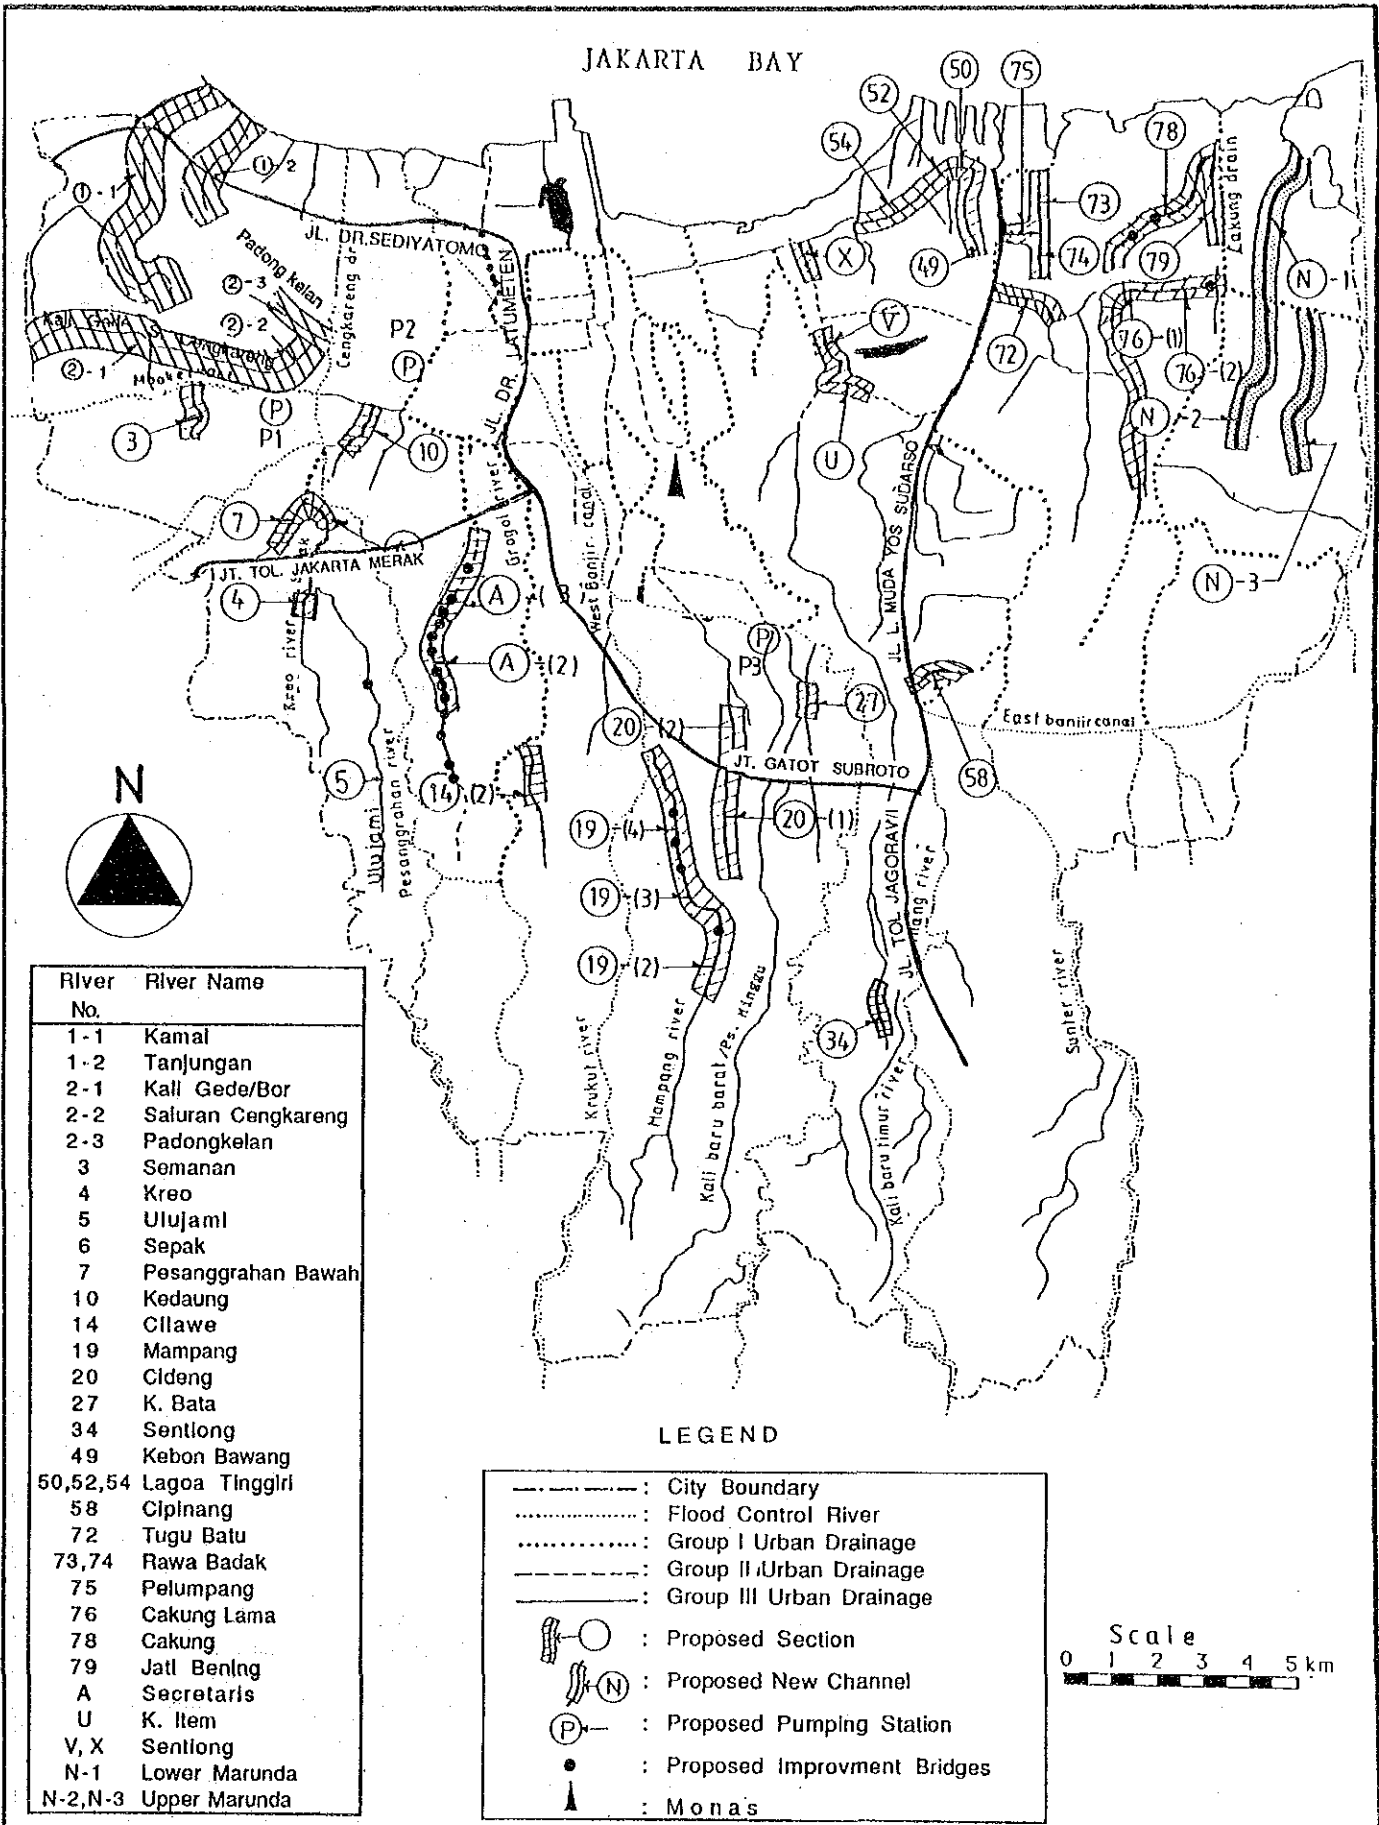 JAKARTA BAY
50
75
52
54
78
1-1
1-2
73
Cakung drain
JL. DR.SEDIYATOMO
Padong kelan
Cengkareng dr.
2-3
2-2
X
49
74
79
N-1
JL. DR. LATUMETEN
P2
P
V
72
76-(1)
76-(2)
Kali Gede
Cengkareng
2-1
Mookervaart
P
P1
3
10
U
N-2
7
JT. TOL. JAKARTA MERAK
Grogol river
West Banjir canal
JL L. MUDA YOS SUDARSO
N-3
4
A-(3
A-(2)
P
P3
Kreo river
27
20-(2)
East banjir canal
JT. GATOT SUBROTO
58
N
5
14-(2)
Ulujami
Pesanggrahan river
19-(4)
20-(1)
19-(3)
19-(2)
JL. TOL JAGORAVII
34
Krukut river
Mampang river
Kali baru barat/Ps. Minggu
Kali baru timur river
Sunter river
River No. River Name
1-1 Kamal
1-2 Tanjungan
2-1 Kali Gede/Bor
2-2 Saluran Cengkareng
2-3 Padongkelan
3 Semanan
4 Kreo
5 Ulujami
6 Sepak
7 Pesanggrahan Bawah
10 Kedaung
14 Cilawe
19 Mampang
20 Cideng
27 K. Bata
34 Sentiong
49 Kebon Bawang
50,52,54 Lagoa Tinggiri
58 Cipinang
72 Tugu Batu
73,74 Rawa Badak
75 Pelumpang
76 Cakung Lama
78 Cakung
79 Jati Bening
A Secretaris
U K. Item
V, X Sentiong
N-1 Lower Marunda
N-2,N-3 Upper Marunda
LEGEND
: City Boundary
: Flood Control River
: Group I Urban Drainage
: Group II Urban Drainage
: Group III Urban Drainage
: Proposed Section
N : Proposed New Channel
P : Proposed Pumping Station
: Proposed Improvment Bridges
: Monas
Scale
0 1 2 3 4 5 km